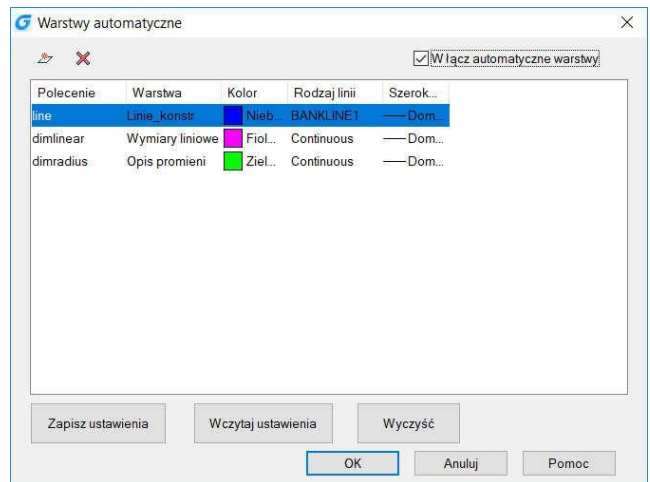 Warstwy automatyczne
W łącz automatyczne warstwy
Polecenie Warstwa Kolor Rodzaj linii Szerok...
line Linie_konstr Nieb... BANKLINE1 Dom...
dimlinear Wymiary liniowe Fiol... Continuous Dom...
dimradius Opis promieni Ziel... Continuous Dom...
Zapisz ustawienia Wczytaj ustawienia Wyczyść
OK Anuluj Pomoc